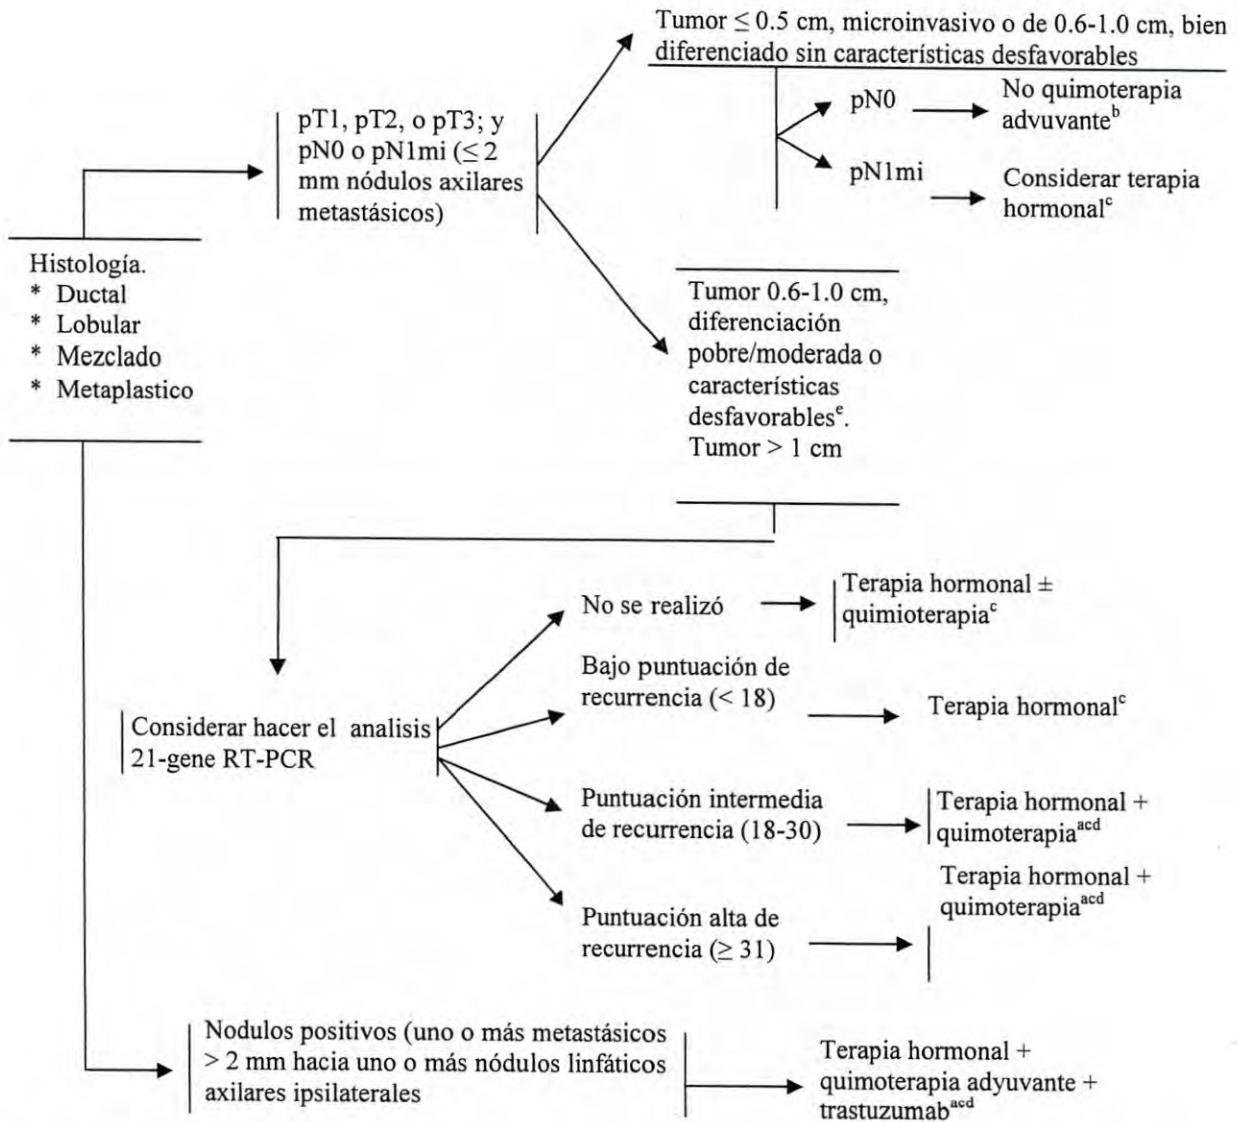 Tumor ≤ 0.5 cm, microinvasivo o de 0.6-1.0 cm, bien
diferenciado sin características desfavorables
pN0
No quimoterapia
advuvante^b
pN1mi
Considerar terapia
hormonal^c
pT1, pT2, o pT3; y
pN0 o pN1mi (≤ 2
mm nódulos axilares
metastásicos)
Histología.
* Ductal
* Lobular
* Mezclado
* Metaplastico
Tumor 0.6-1.0 cm,
diferenciación
pobre/moderada o
características
desfavorables^e.
Tumor > 1 cm
Considerar hacer el analisis
21-gene RT-PCR
No se realizó
Terapia hormonal ±
quimioterapia^c
Bajo puntuación de
recurrencia (< 18)
Terapia hormonal^c
Puntuación intermedia
de recurrencia (18-30)
Terapia hormonal +
quimoterapia^acd
Puntuación alta de
recurrencia (≥ 31)
Terapia hormonal +
quimoterapia^acd
Nodulos positivos (uno o más metastásicos
> 2 mm hacia uno o más nódulos linfáticos
axilares ipsilaterales
Terapia hormonal +
quimoterapia adyuvante +
trastuzumab^acd